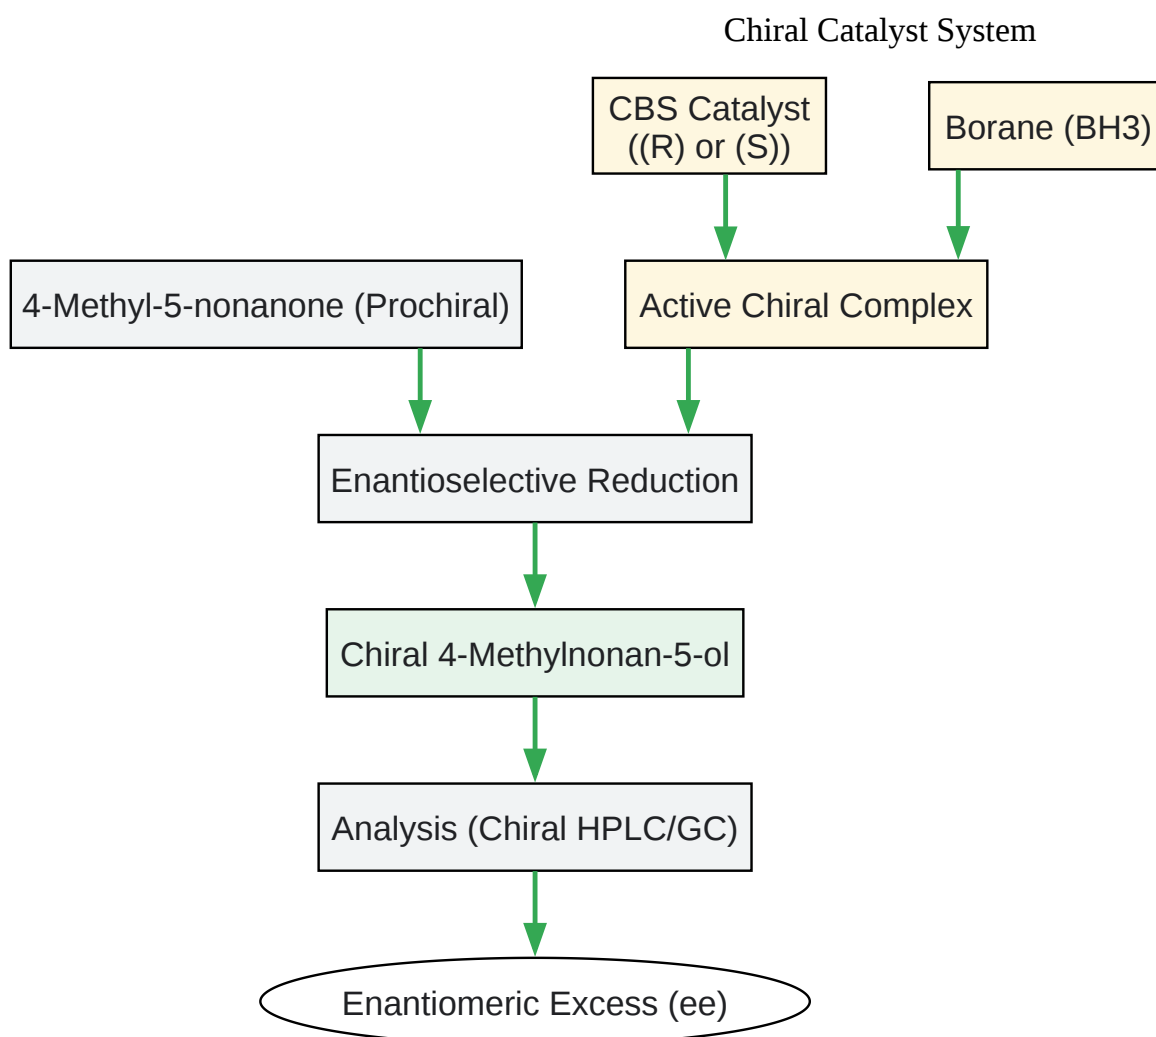 Chiral Catalyst System
CBS Catalyst
((R) or (S))
Borane (BH3)
4-Methyl-5-nonanone (Prochiral)
Active Chiral Complex
Enantioselective Reduction
Chiral 4-Methylnonan-5-ol
Analysis (Chiral HPLC/GC)
Enantiomeric Excess (ee)